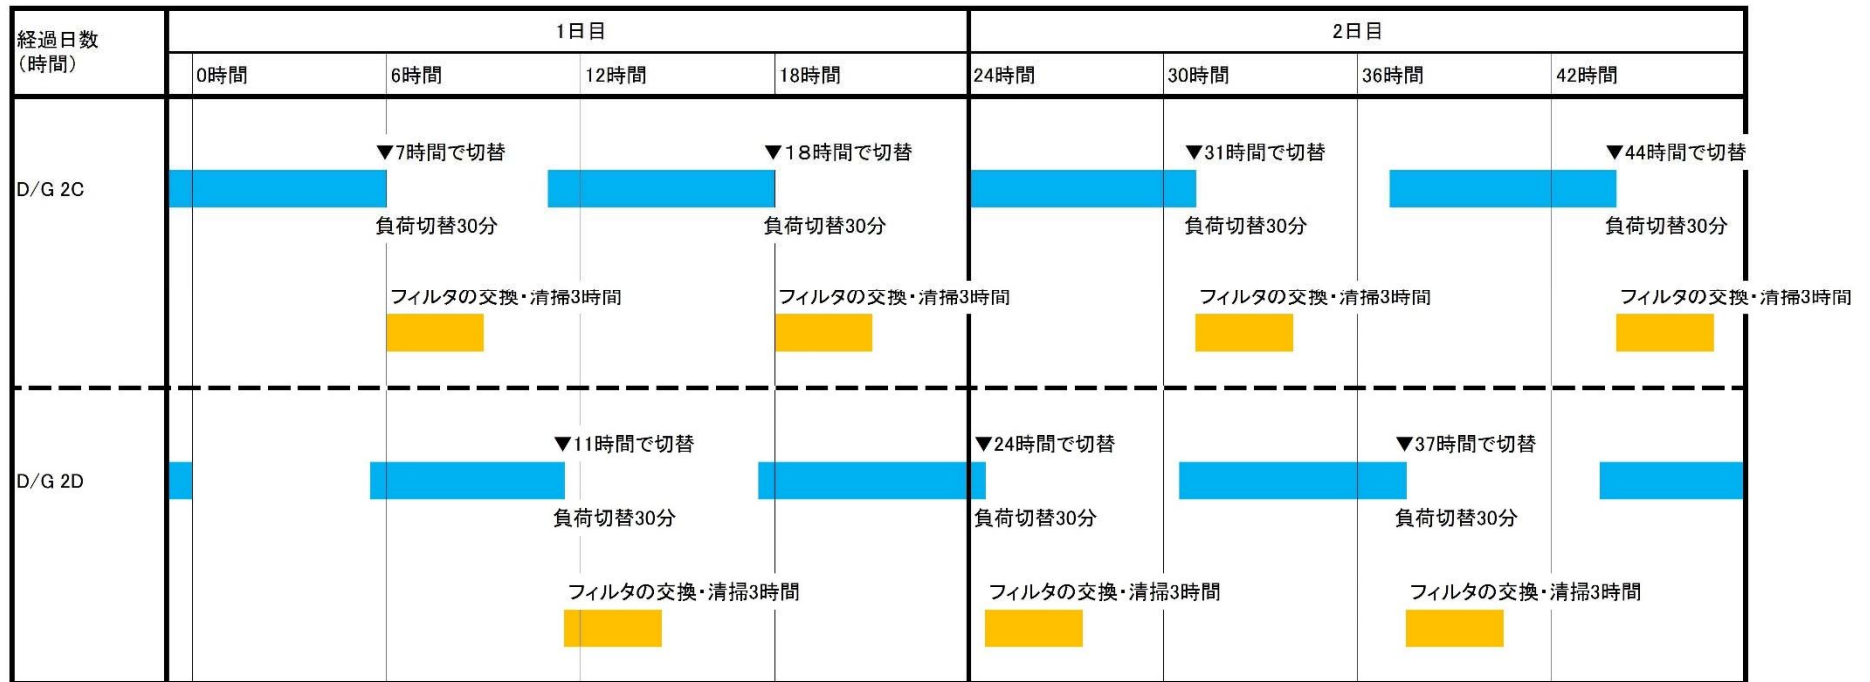 経過日数
（時間）
1日目
2日目
0時間
6時間
12時間
18時間
24時間
30時間
36時間
42時間
D/G 2C
▼7時間で切替
▼１８時間で切替
▼31時間で切替
▼44時間で切替
負荷切替30分
負荷切替30分
負荷切替30分
負荷切替30分
フィルタの交換・清掃3時間
フィルタの交換・清掃3時間
フィルタの交換・清掃3時間
フィルタの交換・清掃3時間
D/G 2D
▼11時間で切替
▼24時間で切替
▼37時間で切替
負荷切替30分
負荷切替30分
負荷切替30分
フィルタの交換・清掃3時間
フィルタの交換・清掃3時間
フィルタの交換・清掃3時間